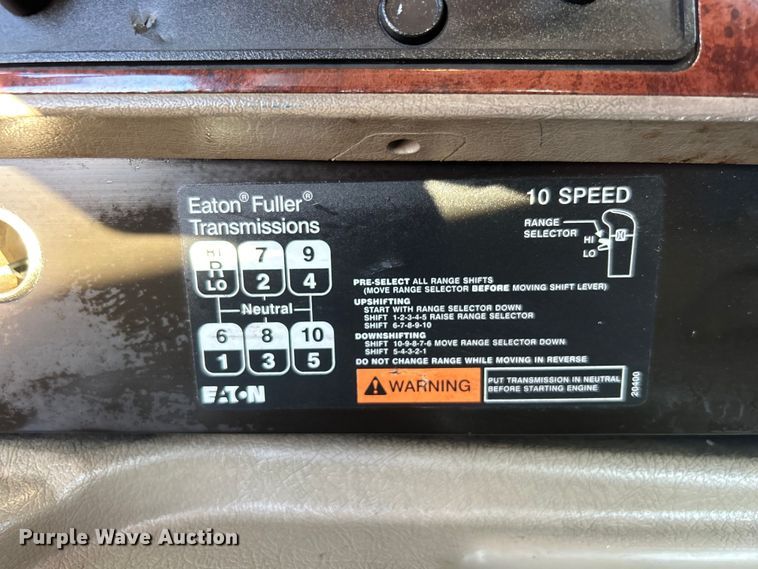 Eaton® Fuller®
Transmissions
10 SPEED
RANGE
SELECTOR
HI
LO
HI 7 9
R
LO 2 4
Neutral
6 8 10
1 3 5
EATON
PRE-SELECT ALL RANGE SHIFTS
(MOVE RANGE SELECTOR BEFORE MOVING SHIFT LEVER)
UPSHIFTING
START WITH RANGE SELECTOR DOWN
SHIFT 1-2-3-4-5 RAISE RANGE SELECTOR
SHIFT 6-7-8-9-10
DOWNSHIFTING
SHIFT 10-9-8-7-6 MOVE RANGE SELECTOR DOWN
SHIFT 5-4-3-2-1
DO NOT CHANGE RANGE WHILE MOVING IN REVERSE
WARNING
PUT TRANSMISSION IN NEUTRAL
BEFORE STARTING ENGINE
20400
Purple Wave Auction